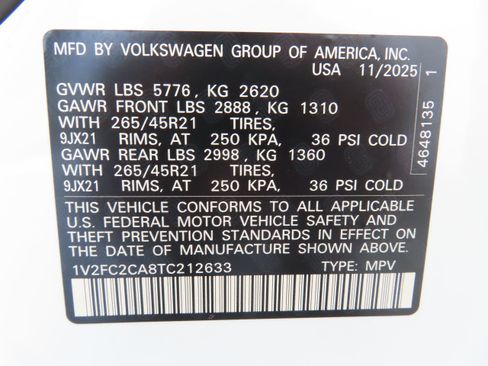 MFD BY VOLKSWAGEN GROUP OF AMERICA, INC.
USA 11/2025
GVWR LBS 5776, KG 2620
GAWR FRONT LBS 2888, KG 1310
WITH 265/45R21 TIRES,
9JX21 RIMS, AT 250 KPA, 36 PSI COLD
GAWR REAR LBS 2998, KG 1360
WITH 265/45R21 TIRES,
9JX21 RIMS, AT 250 KPA, 36 PSI COLD
THIS VEHICLE CONFORMS TO ALL APPLICABLE
U.S. FEDERAL MOTOR VEHICLE SAFETY AND
THEFT PREVENTION STANDARDS IN EFFECT ON
THE DATE OF MANUFACTURE SHOWN ABOVE.
1V2FC2CA8TC212633 TYPE: MPV
4648135 1